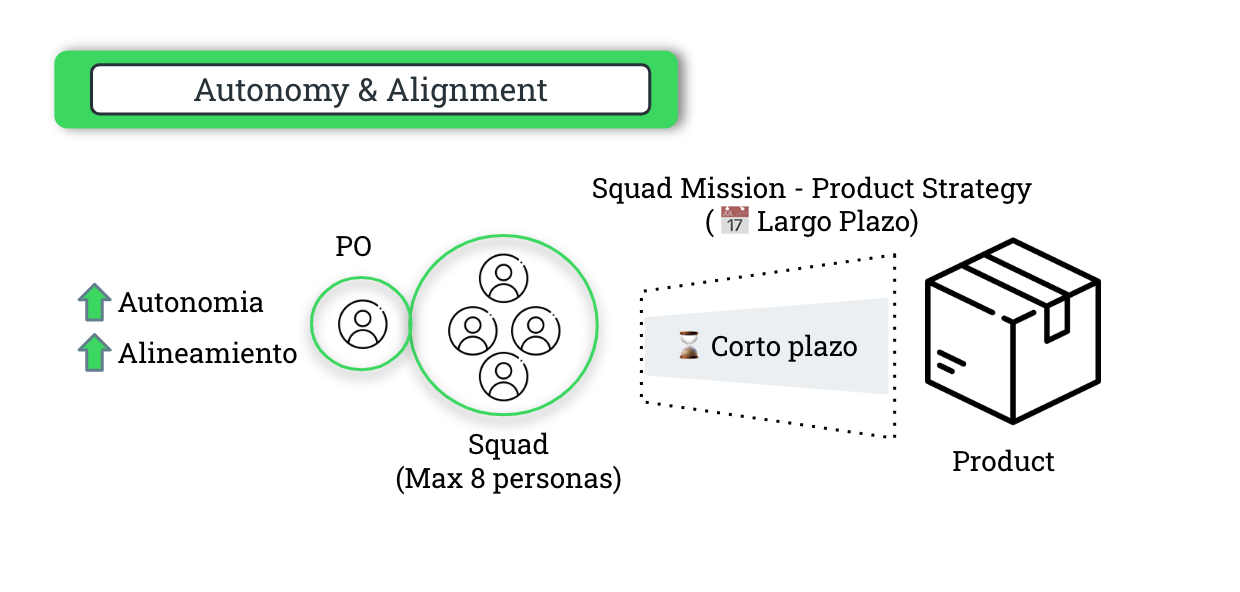 Autonomy & Alignment
Squad Mission - Product Strategy
(📅 Largo Plazo)
PO
Autonomia
Alineamiento
⏳ Corto plazo
Squad
(Max 8 personas)
Product